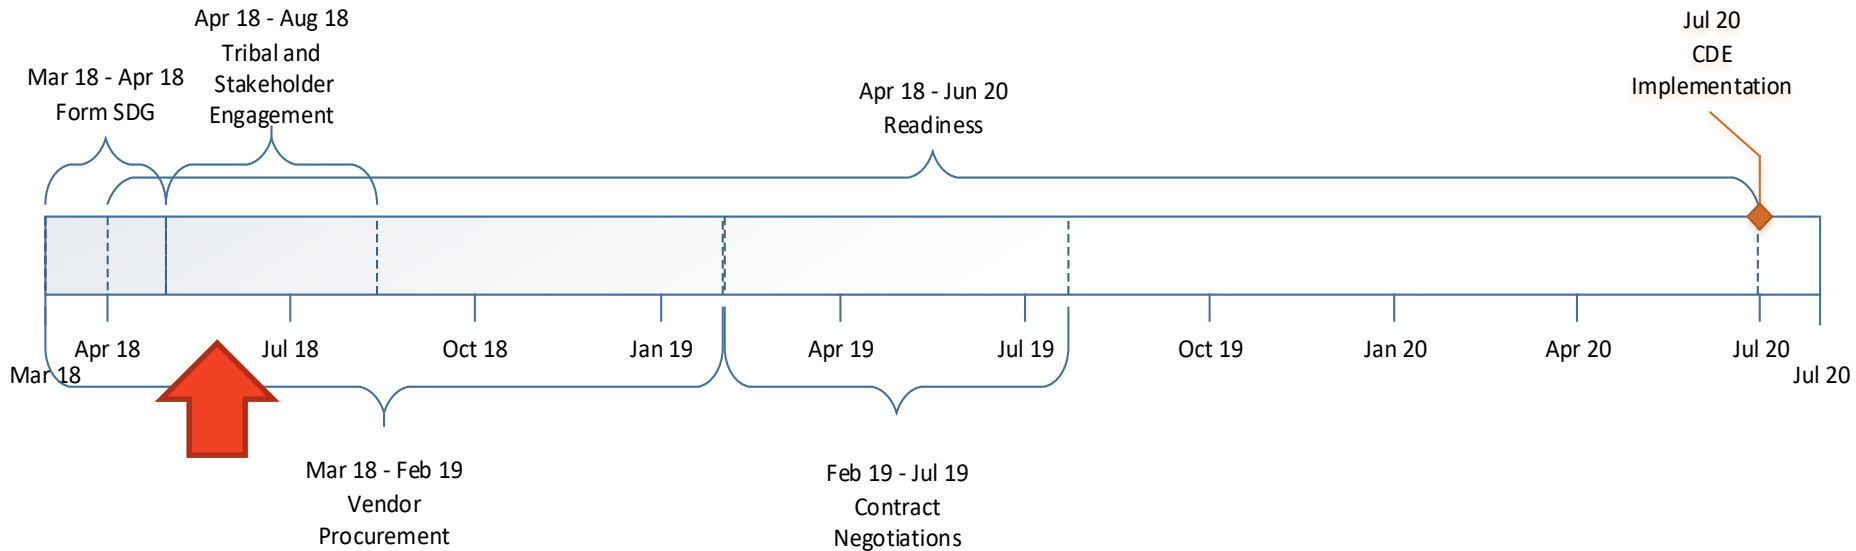 Apr 18 - Aug 18
Tribal and
Stakeholder
Engagement
Mar 18 - Apr 18
Form SDG
Apr 18 - Jun 20
Readiness
Jul 20
CDE
Implementation
Apr 18
Jul 18
Oct 18
Jan 19
Apr 19
Jul 19
Oct 19
Jan 20
Apr 20
Jul 20
Mar 18
Jul 20
Mar 18 - Feb 19
Vendor
Procurement
Feb 19 - Jul 19
Contract
Negotiations